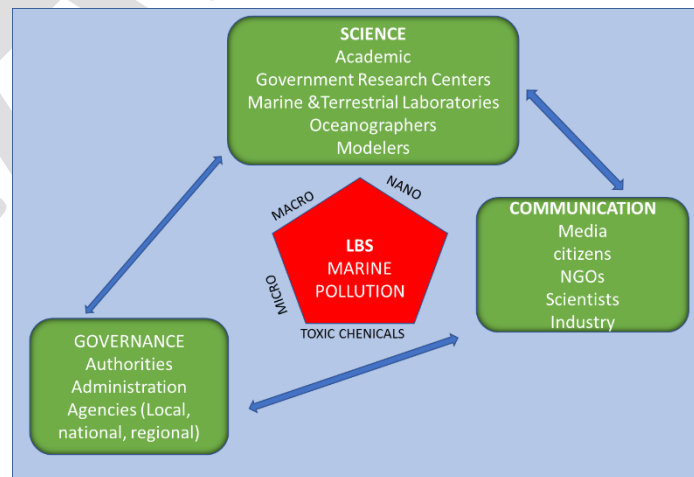 SCIENCE
Academic
Government Research Centers
Marine &Terrestrial Laboratories
Oceanographers
Modelers
MACRO
NANO
MICRO
LBS
MARINE
POLLUTION
TOXIC CHEMICALS
COMMUNICATION
Media
citizens
NGOs
Scientists
Industry
GOVERNANCE
Authorities
Administration
Agencies (Local,
national, regional)